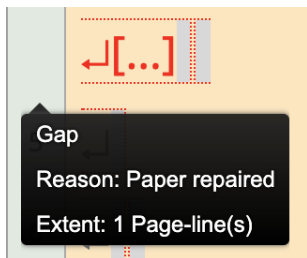 ↵[...]
Gap
Reason: Paper repaired
Extent: 1 Page-line(s)